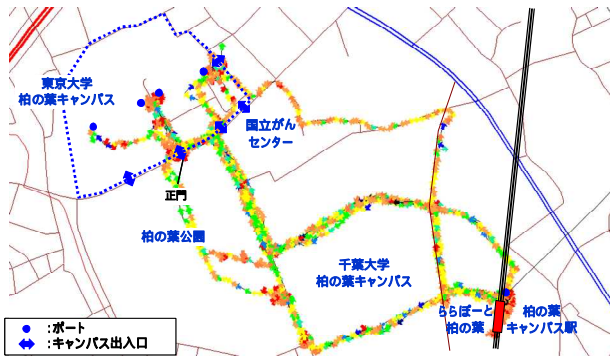 東京大学
柏の葉キャンパス
国立がん
センター
正門
柏の葉公園
千葉大学
柏の葉キャンパス
ららぽーと
柏の葉
柏の葉
キャンパス駅
:ポート
:キャンパス出入口